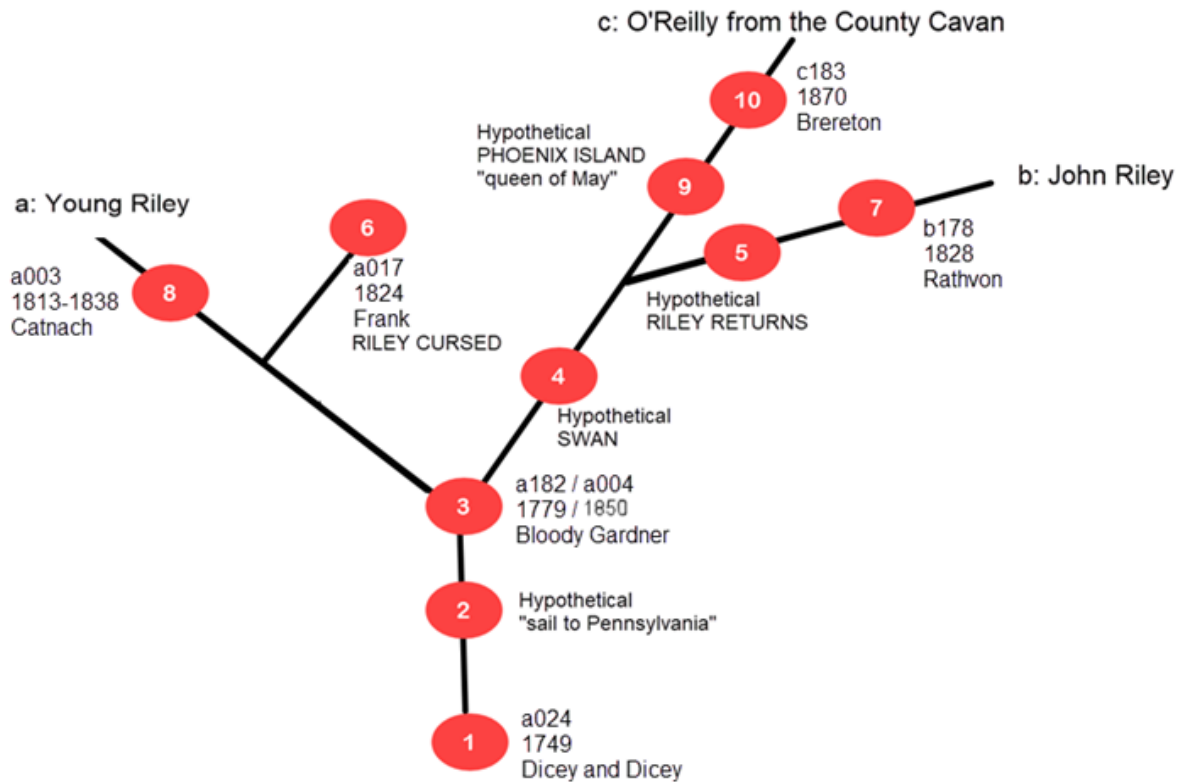 c: O'Reilly from the County Cavan
c183
1870
Brereton
10
Hypothetical
PHOENIX ISLAND
"queen of May"
9
b: John Riley
7
b178
1828
Rathvon
a: Young Riley
6
a017
1824
Frank
RILEY CURSED
5
Hypothetical
RILEY RETURNS
a003
1813-1838
Catnach
8
4
Hypothetical
SWAN
3
a182 / a004
1779 / 1850
Bloody Gardner
2
Hypothetical
"sail to Pennsylvania"
1
a024
1749
Dicey and Dicey